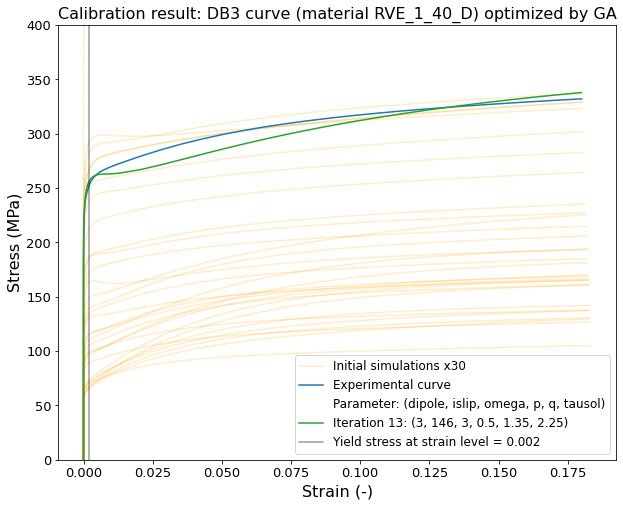 Calibration result: DB3 curve (material RVE_1_40_D) optimized by GA
400
350
300
250
200
150
100
50
0
Stress (MPa)
Initial simulations x30
Experimental curve
Parameter: (dipole, islip, omega, p, q, tausol)
Iteration 13: (3, 146, 3, 0.5, 1.35, 2.25)
Yield stress at strain level = 0.002
0.000 0.025 0.050 0.075 0.100 0.125 0.150 0.175
Strain (-)